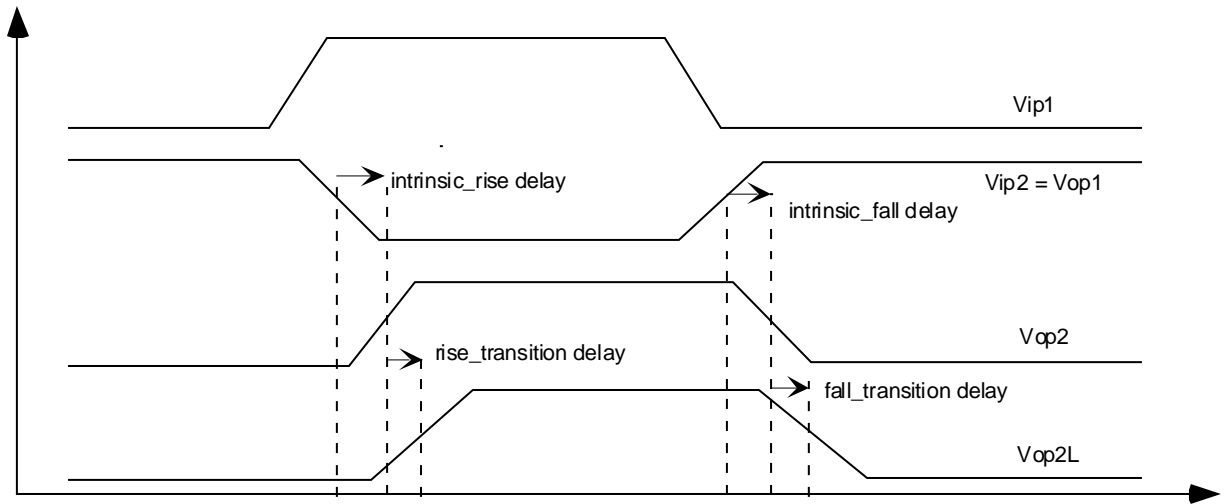 Vip1
intrinsic_rise delay
Vip2 = Vop1
intrinsic_fall delay
Vop2
rise_transition delay
fall_transition delay
Vop2L